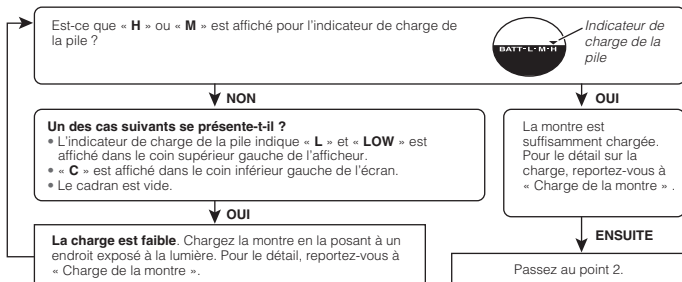 Est-ce que « H » ou « M » est affiché pour l'indicateur de charge de
la pile ?
BATT-L-M-H
Indicateur de
charge de la
pile
NON
OUI
Un des cas suivants se présente-t-il ?
• L'indicateur de charge de la pile indique « L » et « LOW » est
affiché dans le coin supérieur gauche de l'afficheur.
• « C » est affiché dans le coin inférieur gauche de l'écran.
• Le cadran est vide.
La montre est
suffisamment chargée.
Pour le détail sur la
charge, reportez-vous à
« Charge de la montre » .
OUI
ENSUITE
La charge est faible. Chargez la montre en la posant à un
endroit exposé à la lumière. Pour le détail, reportez-vous à
« Charge de la montre ».
Passez au point 2.